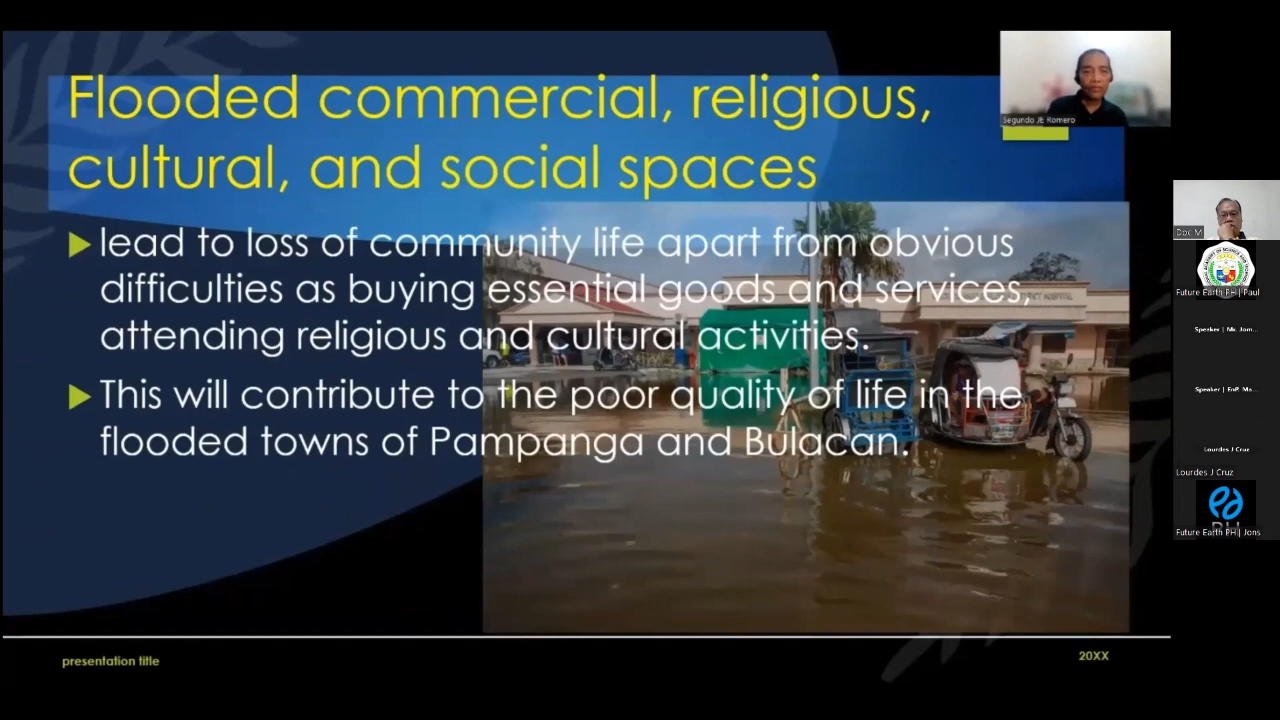 Flooded commercial, religious,
cultural, and social spaces
lead to loss of community life apart from obvious
difficulties as buying essential goods and services,
attending religious and cultural activities.
This will contribute to the poor quality of life in the
flooded towns of Pampanga and Bulacan.
presentation title
20XX
Segundo JE Romero
Doc M
Future Earth PH | Paul
Speaker | Mr. Jom...
Speaker | EnP. Ma...
Lourdes J Cruz
Lourdes J Cruz
Future Earth PH | Jons